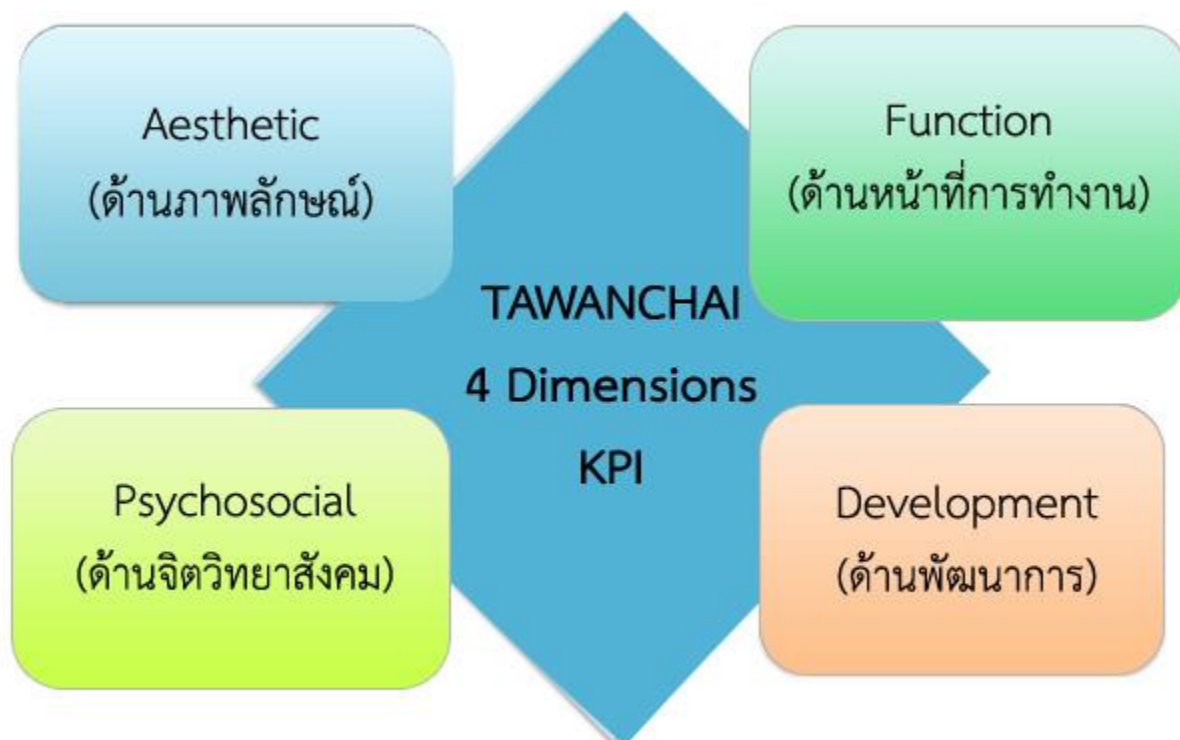 Aesthetic
(ด้านภาพลักษณ์)
Function
(ด้านหน้าที่การทำงาน)
TAWANCHAI
4 Dimensions
KPI
Psychosocial
(ด้านจิตวิทยาสังคม)
Development
(ด้านพัฒนาการ)